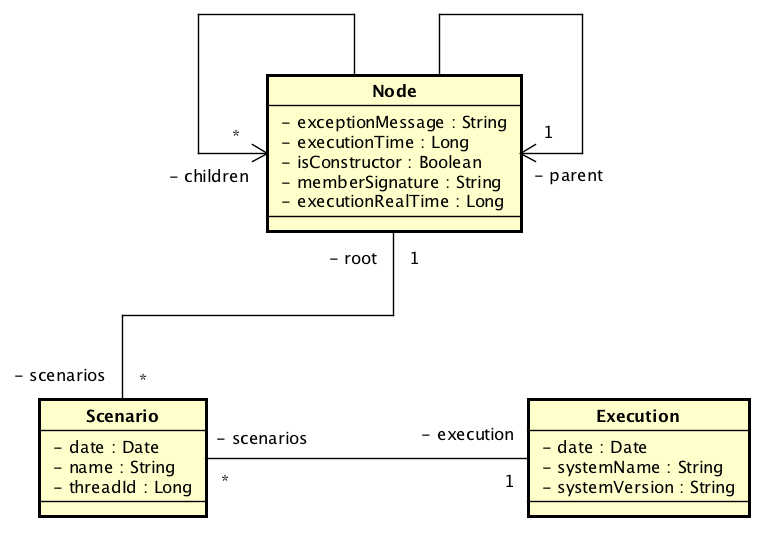 Node
- exceptionMessage : String
- executionTime : Long
- isConstructor : Boolean
- memberSignature : String
- executionRealTime : Long
*
- children
1
- parent
- root 1
- scenarios *
Scenario
- date : Date
- name : String
- threadId : Long
- scenarios
*
- execution
1
Execution
- date : Date
- systemName : String
- systemVersion : String